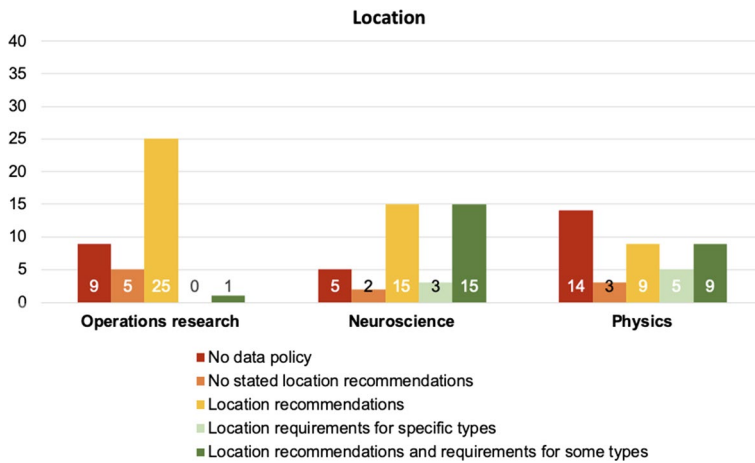 Location
40
35
30
25
20
15
10
5
0
9 5 25 0 1 5 2 15 3 15 14 3 9 5 9
Operations research Neuroscience Physics
No data policy
No stated location recommendations
Location recommendations
Location requirements for specific types
Location recommendations and requirements for some types